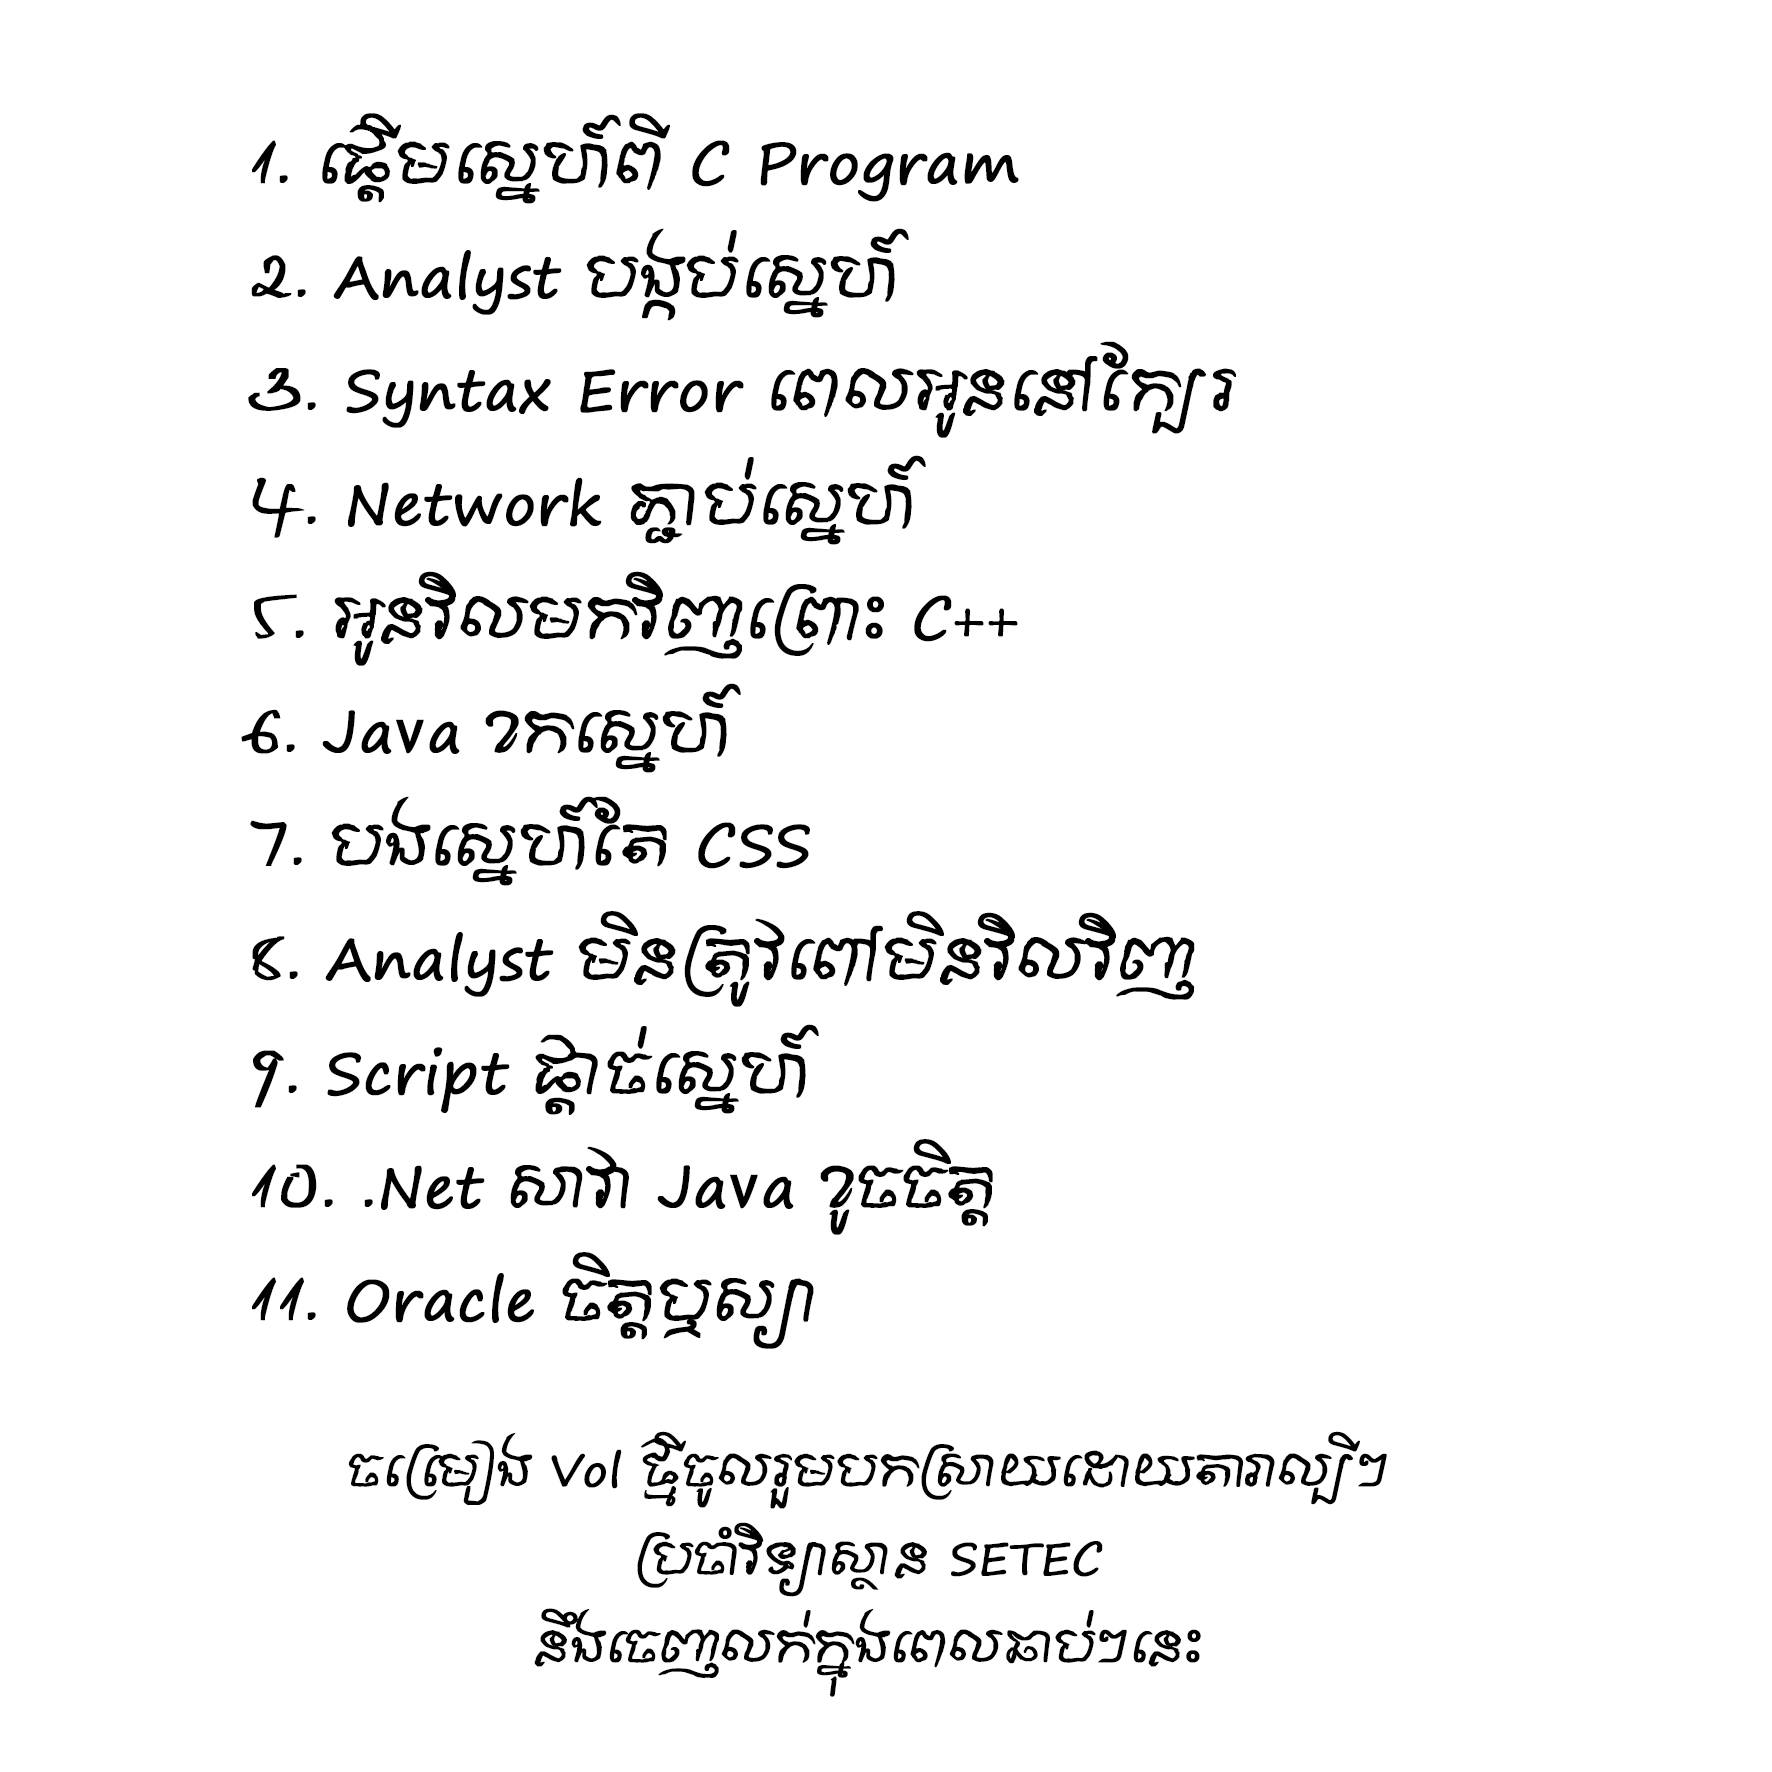 1. ផ្ដើមស្នេហ៍ពី C Program
2. Analyst បង្កប់ស្នេហ៍
3. Syntax Error ពេលអូននៅក្បែរ
4. Network ភ្ជាប់ស្នេហ៍
5. អូនវិលមកវិញព្រោះ C++
6. Java ខកស្នេហ៍
7. បងស្នេហ៍តែ CSS
8. Analyst មិនត្រូវពៅមិនវិលវិញ
9. Script ផ្ដាច់ស្នេហ៍
10. .Net សាវា Java ខូចចិត្ត
11. Oracle ចិត្តឬស្យា
ចម្រៀង Vol ថ្មីចូលរួមបកស្រាយដោយតារាល្បីៗ
ប្រចាំវិទ្យាស្ថាន SETEC
នឹងចេញលក់ក្នុងពេលឆាប់ៗនេះ